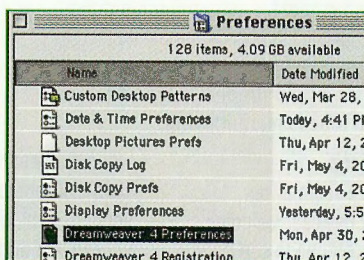 Preferences
128 items, 4.09 GB available
Name Date Modified
Custom Desktop Patterns Wed, Mar 28,
Date & Time Preferences Today, 4:41 P
Desktop Pictures Prefs Thu, Apr 12, 2
Disk Copy Log Fri, May 4, 20
Disk Copy Prefs Fri, May 4, 20
Display Preferences Yesterday, 5:5
Dreamweaver 4 Preferences Mon, Apr 30,
Dreamweaver 4 Registration Thu, Apr 12